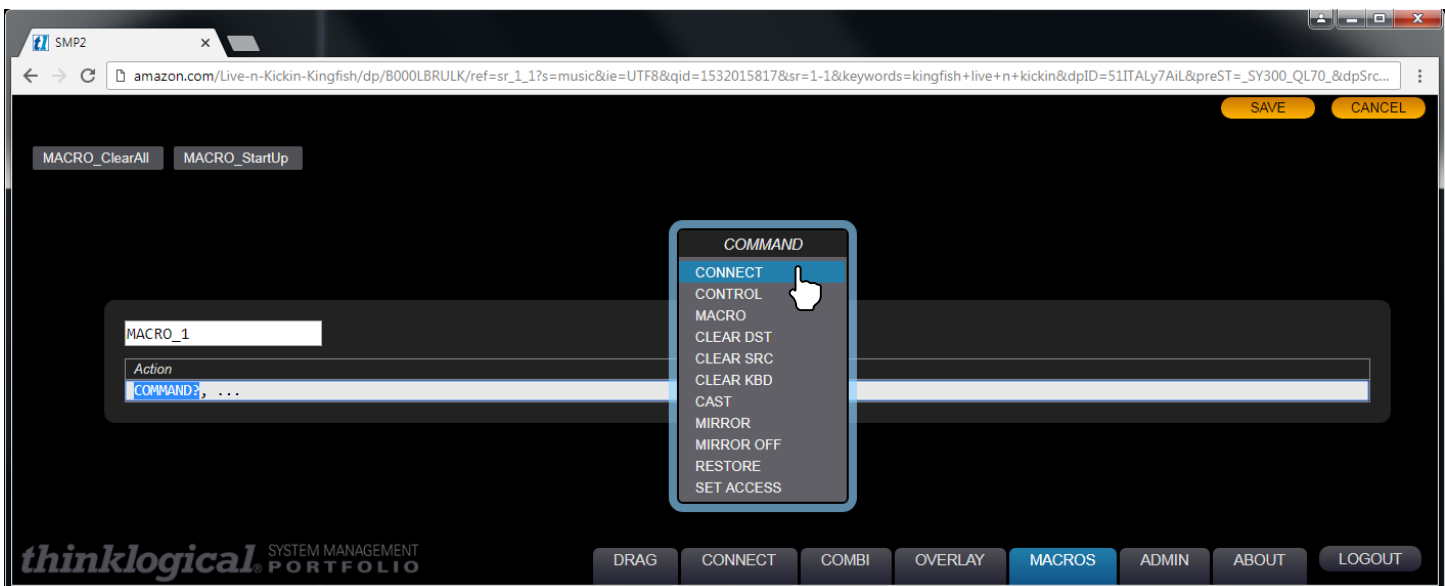 SMP2
amazon.com/Live-n-Kickin-Kingfish/dp/B000LBRULK/ref=sr_1_1?s=music&ie=UTF8&qid=1532015817&sr=1-1&keywords=kingfish+live+n+kickin&dpID=51ITALy7AiL&preST=_SY300_QL70_&dpSrc...
SAVE CANCEL
MACRO_ClearAll MACRO_StartUp
COMMAND
CONNECT
CONTROL
MACRO
CLEAR DST
CLEAR SRC
CLEAR KBD
CAST
MIRROR
MIRROR OFF
RESTORE
SET ACCESS
MACRO_1
Action
COMMAND?, ...
thinklogical® SYSTEM MANAGEMENT
PORTFOLIO
DRAG CONNECT COMBI OVERLAY MACROS ADMIN ABOUT LOGOUT